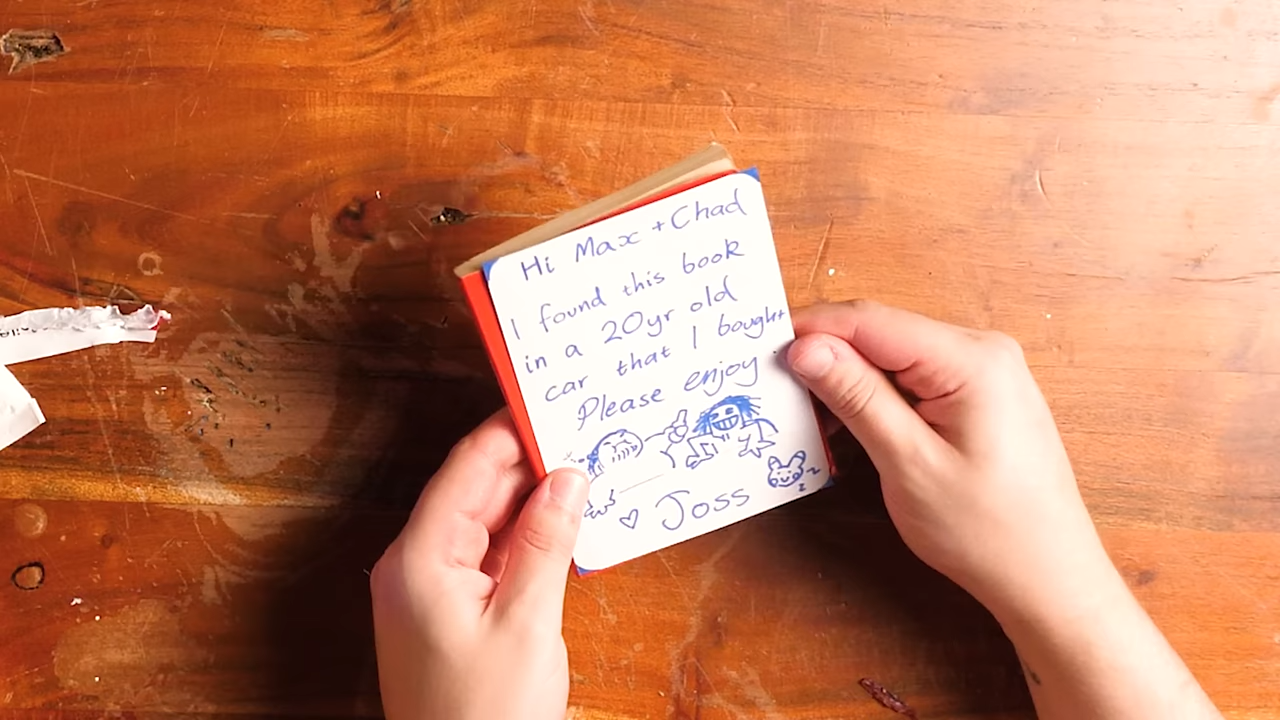 Hi Max + Chad
I found this book
in a 20yr old
car that I bought
Please enjoy
♡ Joss